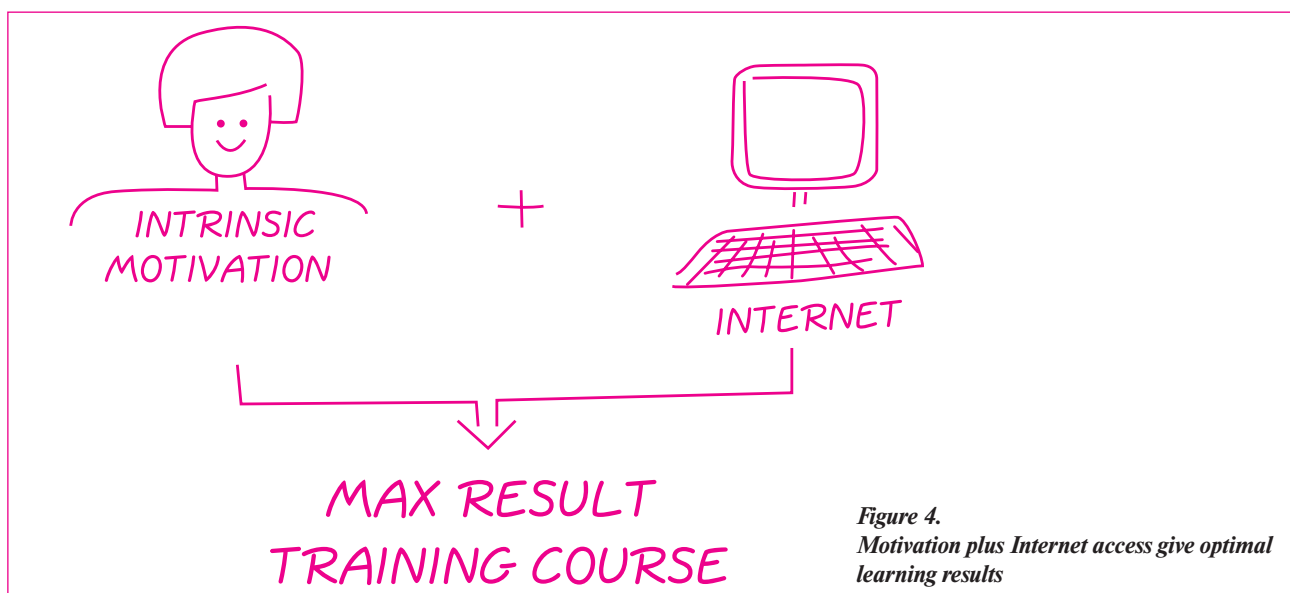 INTRINSIC
MOTIVATION
+
INTERNET
MAX RESULT
TRAINING COURSE
Figure 4.
Motivation plus Internet access give optimal
learning results